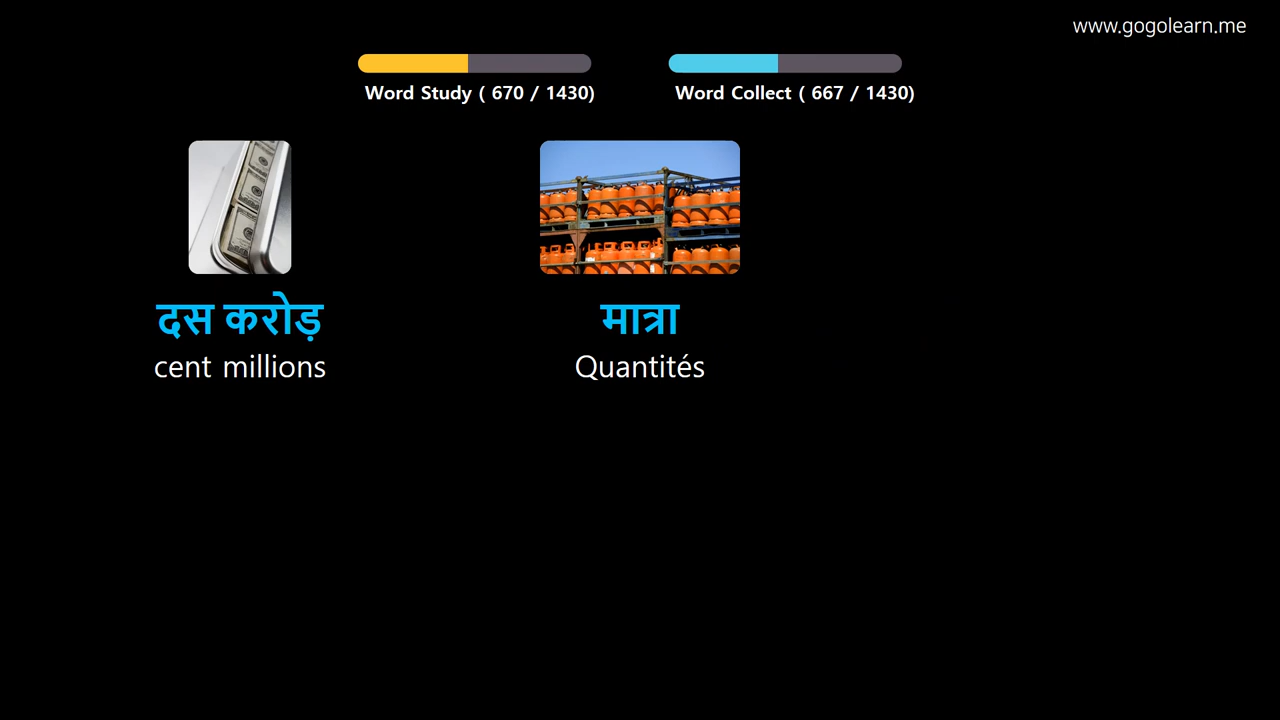 www.gogolearn.me
Word Study ( 670 / 1430)
Word Collect ( 667 / 1430)
दस करोड़
cent millions
मात्रा
Quantités